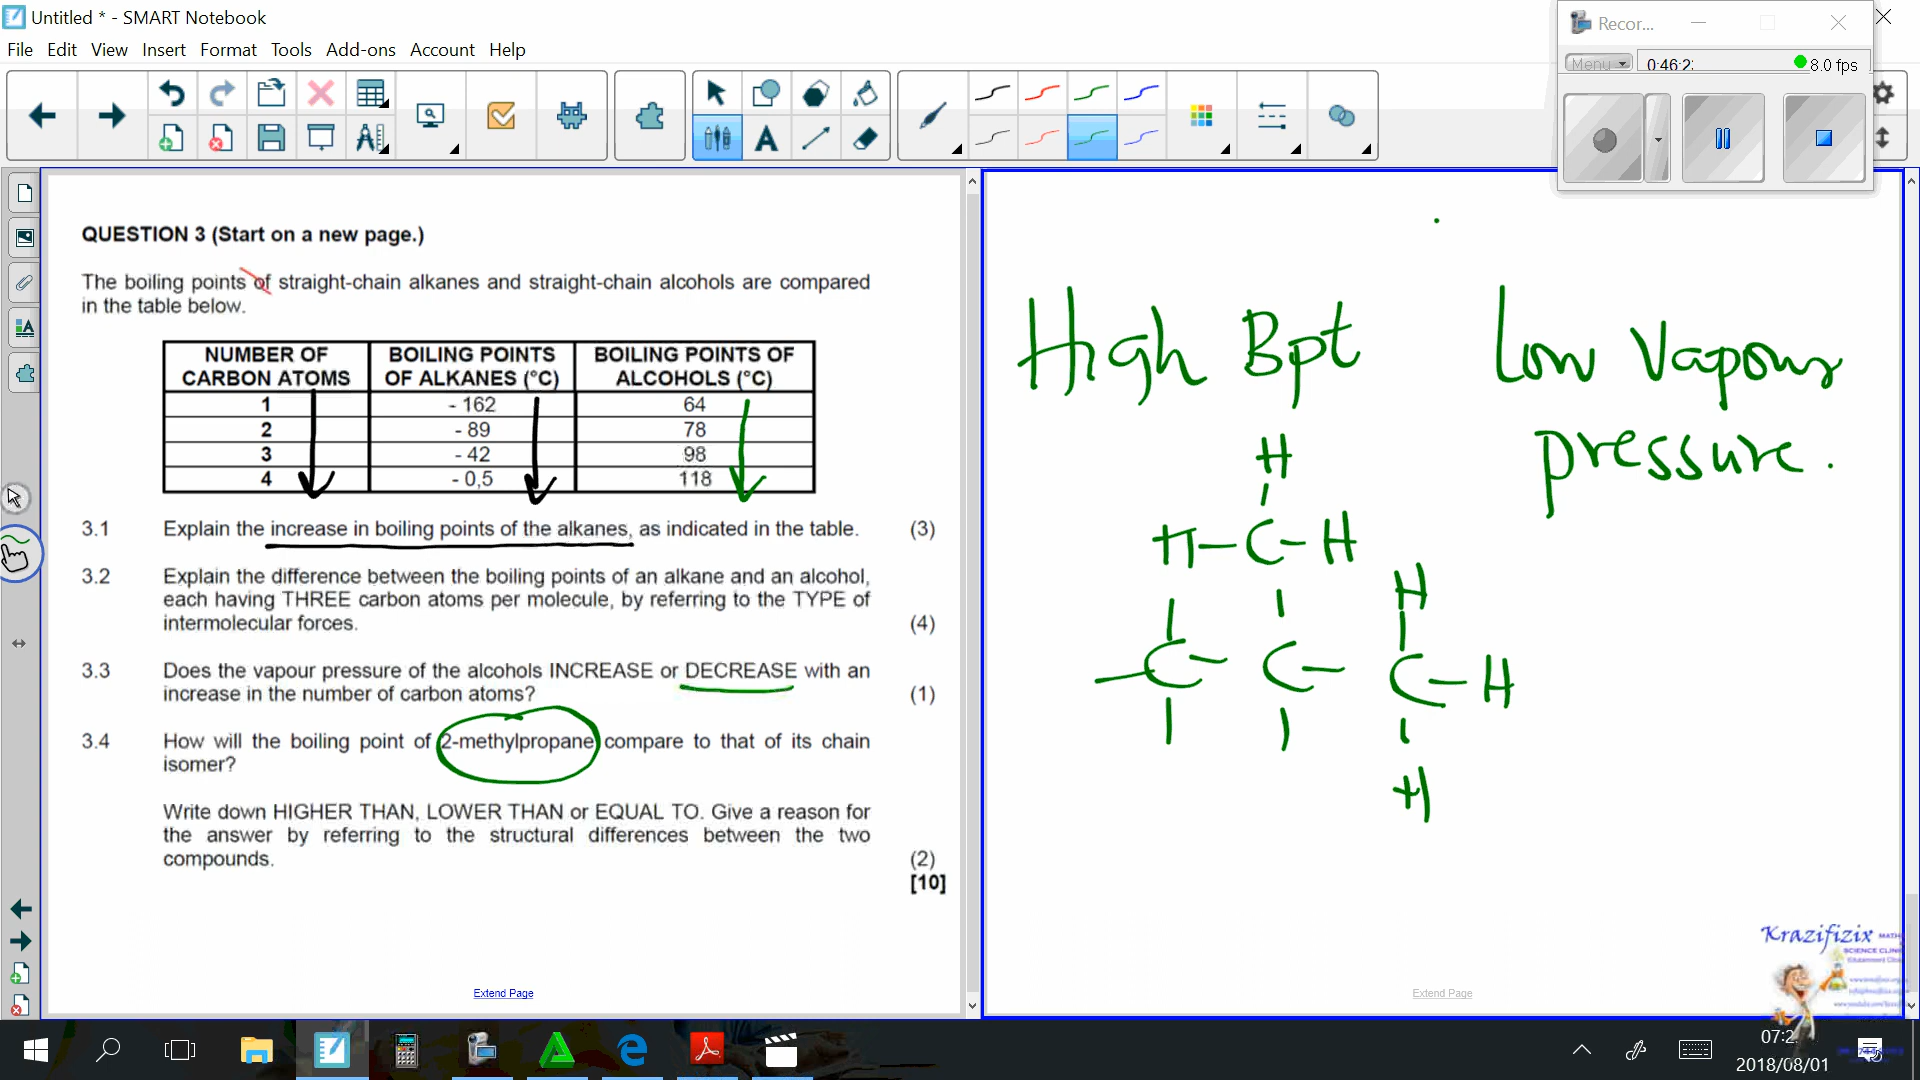 Untitled * - SMART Notebook
File Edit View Insert Format Tools Add-ons Account Help
Recor...
Menu
8.0 fps
QUESTION 3 (Start on a new page.)
The boiling points of straight-chain alkanes and straight-chain alcohols are compared
in the table below.
NUMBER OF CARBON ATOMS BOILING POINTS OF ALKANES (°C) BOILING POINTS OF ALCOHOLS (°C)
1 - 162 64
2 - 89 78
3 - 42 98
4 - 0,5 118
3.1 Explain the increase in boiling points of the alkanes, as indicated in the table. (3)
3.2 Explain the difference between the boiling points of an alkane and an alcohol,
each having THREE carbon atoms per molecule, by referring to the TYPE of
intermolecular forces. (4)
3.3 Does the vapour pressure of the alcohols INCREASE or DECREASE with an
increase in the number of carbon atoms? (1)
3.4 How will the boiling point of 2-methylpropane compare to that of its chain
isomer?
Write down HIGHER THAN, LOWER THAN or EQUAL TO. Give a reason for
the answer by referring to the structural differences between the two
compounds. (2)
[10]
Extend Page
High Bpt Low Vapour
pressure.
H
H-C-H
H
C- C- C-H
H
Krazifizix
SCIENCE CLINIC
Extend Page
2018/08/01